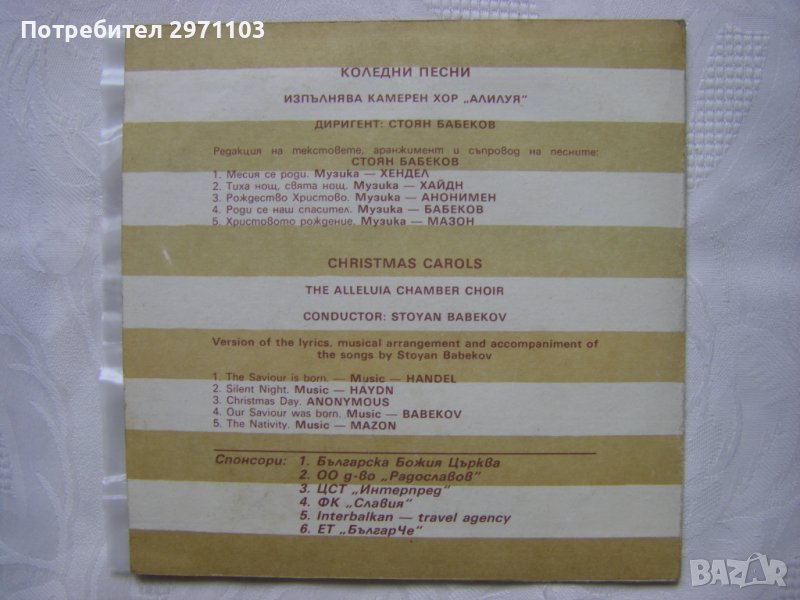 Потребител 2971103
КОЛЕДНИ ПЕСНИ
ИЗПЪЛНЯВА КАМЕРЕН ХОР „АЛИЛУЯ"
ДИРИГЕНТ: СТОЯН БАБЕКОВ
Редакция на текстовете, аранжимент и съпровод на песните:
СТОЯН БАБЕКОВ
1. Месия се роди. Музика — ХЕНДЕЛ
2. Тиха нощ, свята нощ. Музика — ХАЙДН
3. Рождество Христово. Музика — АНОНИМЕН
4. Роди се наш спасител. Музика — БАБЕКОВ
5. Христовото рождение. Музика — МАЗОН
CHRISTMAS CAROLS
THE ALLELUIA CHAMBER CHOIR
CONDUCTOR: STOYAN BABEKOV
Version of the lyrics, musical arrangement and accompaniment of
the songs by Stoyan Babekov
1. The Saviour is born. — Music — HANDEL
2. Silent Night. Music — HAYDN
3. Christmas Day. ANONYMOUS
4. Our Saviour was born. Music — BABEKOV
5. The Nativity. Music — MAZON
Спонсори: 1. Българска Божия Църква
2. ОО д-во „Радославов"
3. ЦСТ „Интерпред"
4. ФК „Славия"
5. Interbalkan — travel agency
6. ЕТ „БългарЧе"
BAZAR